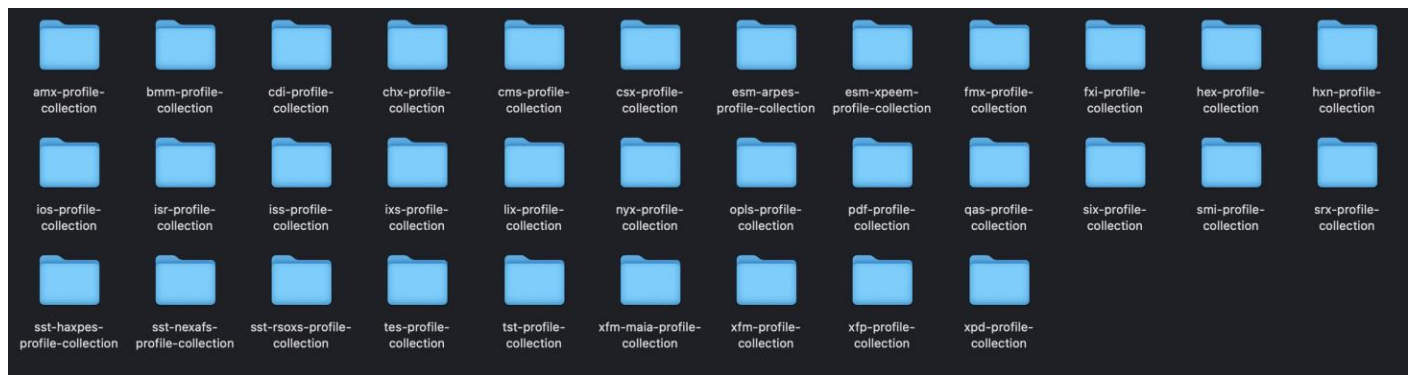 amx-profile-
collection
bmm-profile-
collection
cdi-profile-
collection
chx-profile-
collection
cms-profile-
collection
csx-profile-
collection
esm-arpes-
profile-collection
esm-xpeem-
profile-collection
fmx-profile-
collection
fxi-profile-
collection
hex-profile-
collection
hxn-profile-
collection
ios-profile-
collection
isr-profile-
collection
iss-profile-
collection
ixs-profile-
collection
lix-profile-
collection
nyx-profile-
collection
opls-profile-
collection
pdf-profile-
collection
qas-profile-
collection
six-profile-
collection
smi-profile-
collection
srx-profile-
collection
sst-haxpes-
profile-collection
sst-nexafs-
profile-collection
sst-rsoxs-profile-
collection
tes-profile-
collection
tst-profile-
collection
xfm-maia-profile-
collection
xfm-profile-
collection
xfp-profile-
collection
xpd-profile-
collection